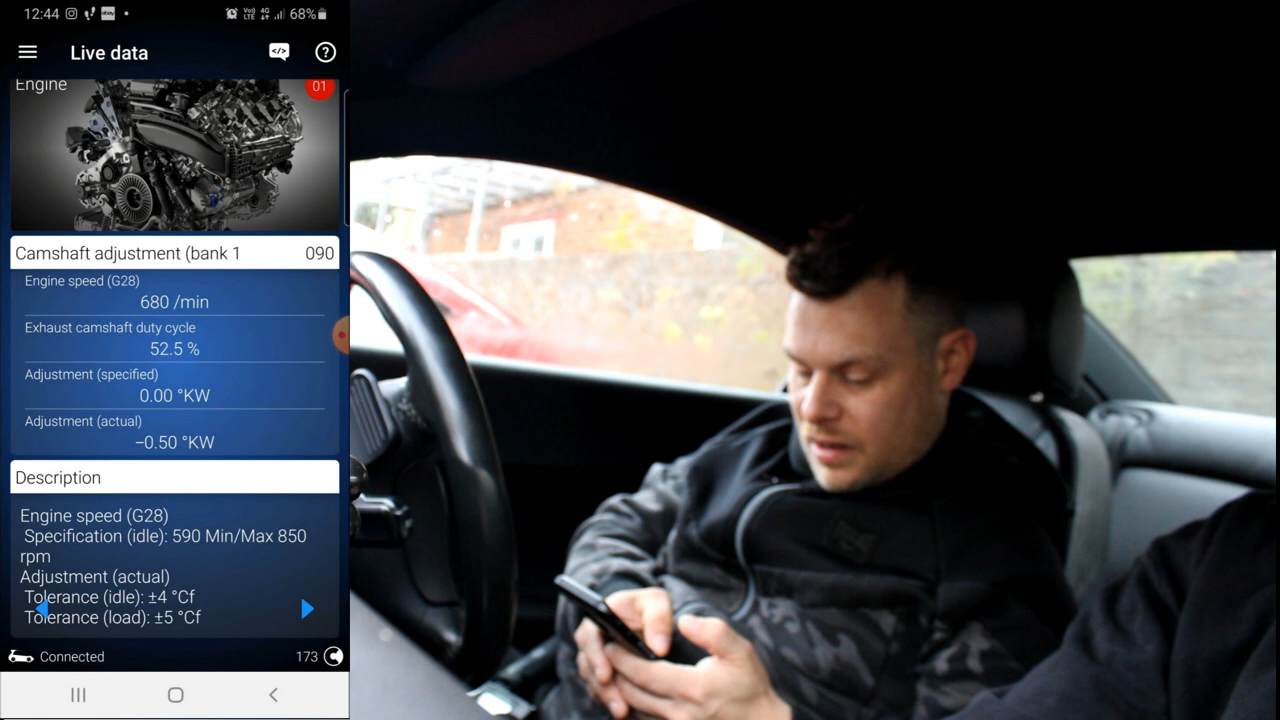 12:44 68%
Live data
Engine 01
Camshaft adjustment (bank 1 090
Engine speed (G28)
680 /min
Exhaust camshaft duty cycle
52.5 %
Adjustment (specified)
0.00 °KW
Adjustment (actual)
−0.50 °KW
Description
Engine speed (G28)
Specification (idle): 590 Min/Max 850
rpm
Adjustment (actual)
Tolerance (idle): ±4 °Cf
Tolerance (load): ±5 °Cf
Connected 173